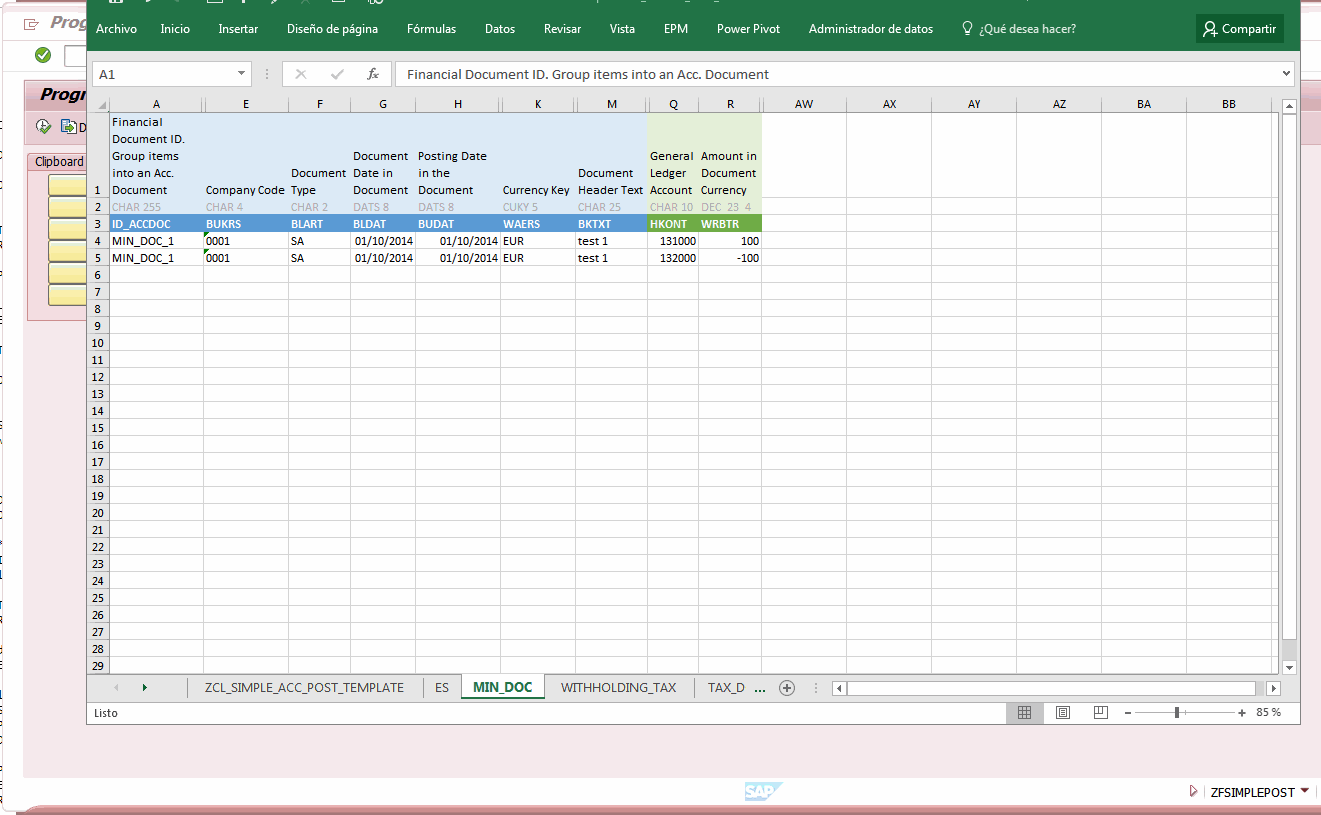 Prog
Archivo Inicio Insertar Diseño de página Fórmulas Datos Revisar Vista EPM Power Pivot Administrador de datos ¿Qué desea hacer? Compartir
A1 fx Financial Document ID. Group items into an Acc. Document
Progr
D
Clipboard
A E F G H K M Q R AW AX AY AZ BA BB
Financial
Document ID.
Group items Document Posting Date General Amount in
into an Acc. Document Date in in the Document Ledger Document
1 Document Company Code Type Document Document Currency Key Header Text Account Currency
2 CHAR 255 CHAR 4 CHAR 2 DATS 8 DATS 8 CUKY 5 CHAR 25 CHAR 10 DEC 23 4
3 ID_ACCDOC BUKRS BLART BLDAT BUDAT WAERS BKTXT HKONT WRBTR
4 MIN_DOC_1 0001 SA 01/10/2014 01/10/2014 EUR test 1 131000 100
5 MIN_DOC_1 0001 SA 01/10/2014 01/10/2014 EUR test 1 132000 -100
6
7
8
9
10
11
12
13
14
15
16
17
18
19
20
21
22
23
24
25
26
27
28
29
ZCL_SIMPLE_ACC_POST_TEMPLATE ES MIN_DOC WITHHOLDING_TAX TAX_D ...
Listo 85 %
SAP ZFSIMPLEPOST